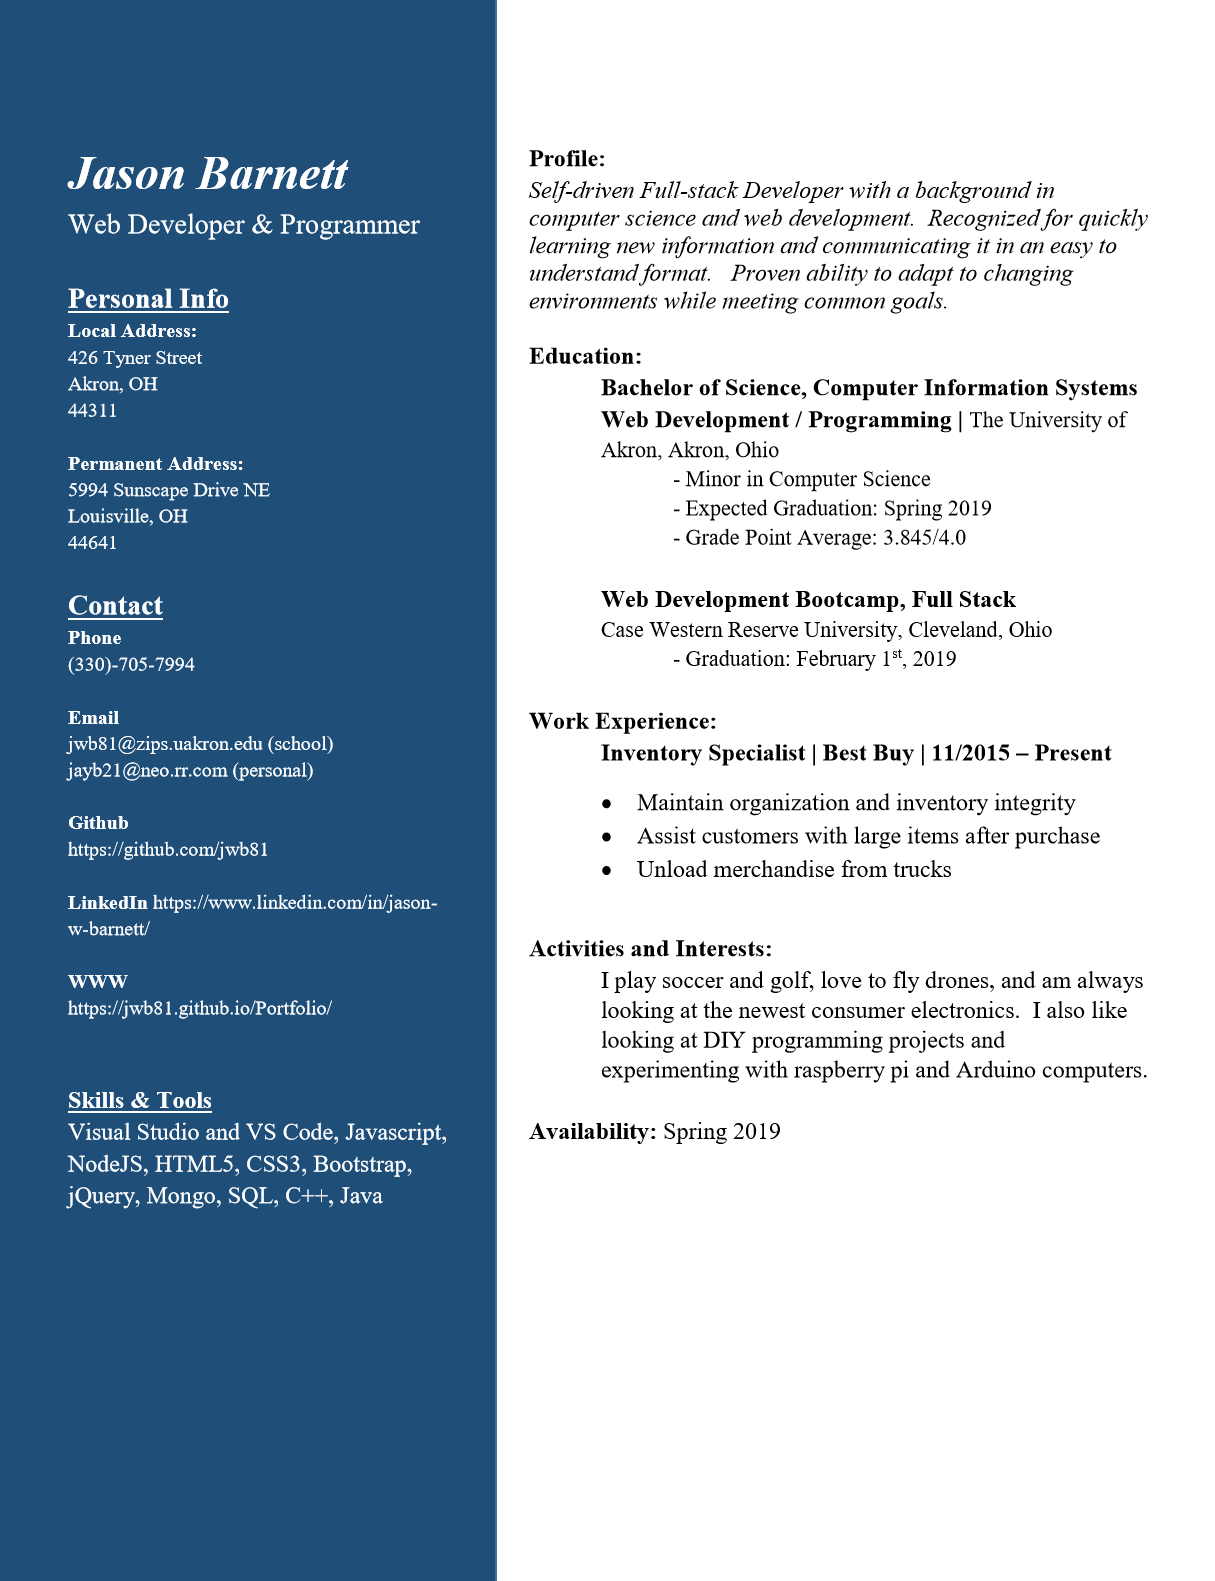 Jason Barnett
Web Developer & Programmer
Personal Info
Local Address:
426 Tyner Street
Akron, OH
44311
Permanent Address:
5994 Sunscape Drive NE
Louisville, OH
44641
Contact
Phone
(330)-705-7994
Email
jwb81@zips.uakron.edu (school)
jayb21@neo.rr.com (personal)
Github
https://github.com/jwb81
LinkedIn https://www.linkedin.com/in/jason-
w-barnett/
WWW
https://jwb81.github.io/Portfolio/
Skills & Tools
Visual Studio and VS Code, Javascript,
NodeJS, HTML5, CSS3, Bootstrap,
jQuery, Mongo, SQL, C++, Java
Profile:
Self-driven Full-stack Developer with a background in
computer science and web development.  Recognized for quickly
learning new information and communicating it in an easy to
understand format.   Proven ability to adapt to changing
environments while meeting common goals.
Education:
Bachelor of Science, Computer Information Systems
Web Development / Programming | The University of
Akron, Akron, Ohio
- Minor in Computer Science
- Expected Graduation: Spring 2019
- Grade Point Average: 3.845/4.0
Web Development Bootcamp, Full Stack
Case Western Reserve University, Cleveland, Ohio
- Graduation: February 1st, 2019
Work Experience:
Inventory Specialist | Best Buy | 11/2015 – Present
• Maintain organization and inventory integrity
• Assist customers with large items after purchase
• Unload merchandise from trucks
Activities and Interests:
I play soccer and golf, love to fly drones, and am always
looking at the newest consumer electronics.  I also like
looking at DIY programming projects and
experimenting with raspberry pi and Arduino computers.
Availability: Spring 2019